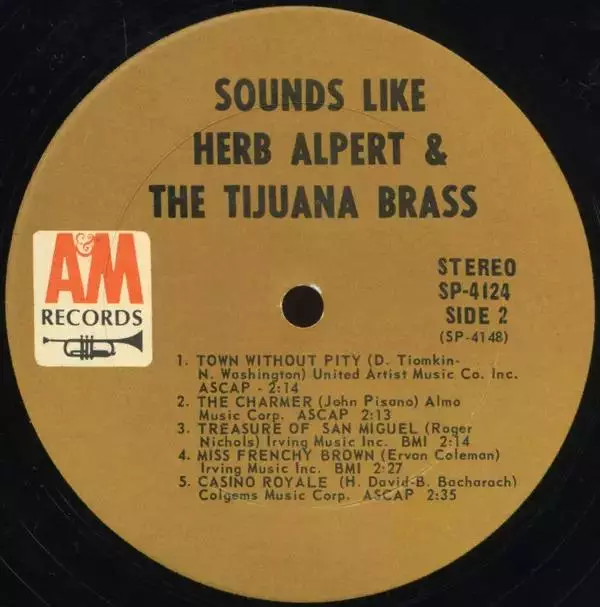 SOUNDS LIKE
HERB ALPERT &
THE TIJUANA BRASS
A&M
RECORDS
STEREO
SP-4124
SIDE 2
(SP-4148)
1. TOWN WITHOUT PITY (D. Tiomkin-
N. Washington) United Artist Music Co. Inc.
ASCAP - 2:14
2. THE CHARMER (John Pisano) Almo
Music Corp. ASCAP 2:13
3. TREASURE OF SAN MIGUEL (Roger
Nichols) Irving Music Inc. BMI 2:14
4. MISS FRENCHY BROWN (Ervan Coleman)
Irving Music Inc. BMI 2:27
5. CASINO ROYALE (H. David-B. Bacharach)
Colgems Music Corp. ASCAP 2:35